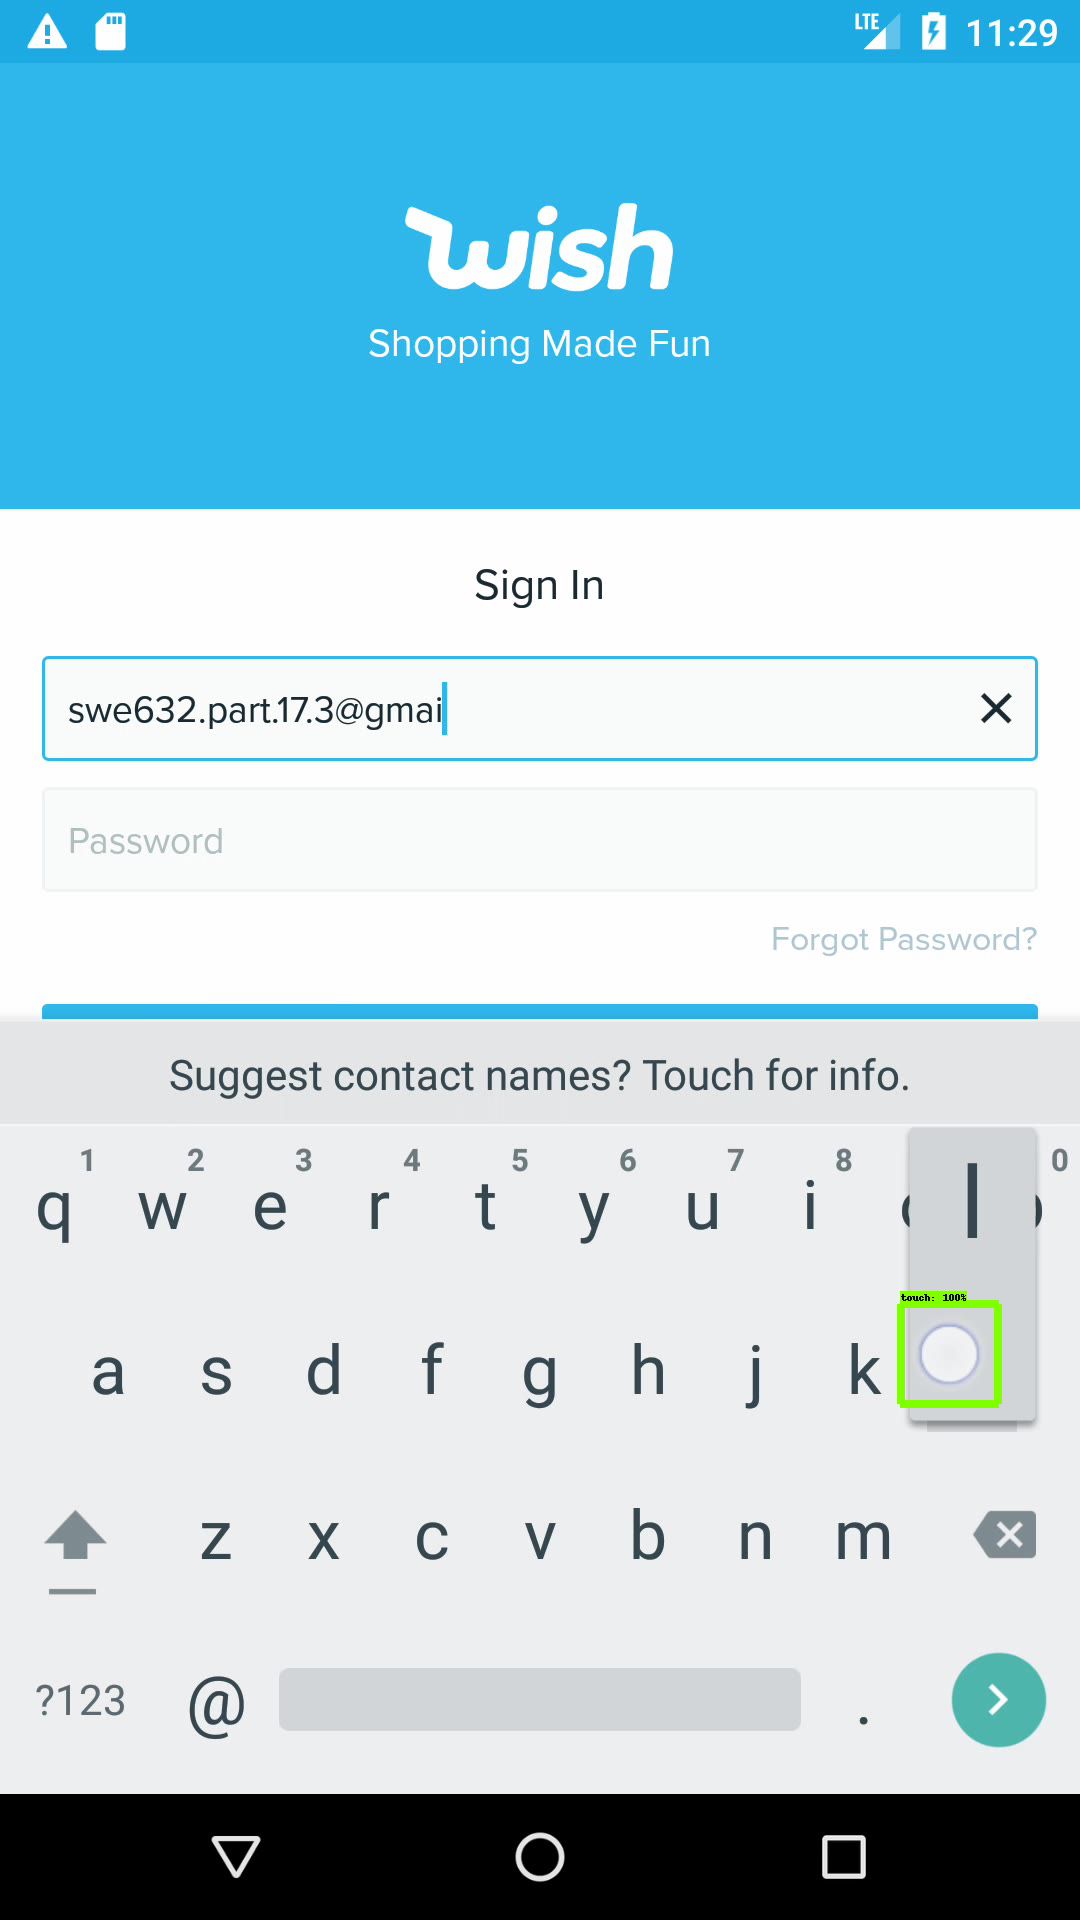 LTE 11:29
wish
Shopping Made Fun
Sign In
swe632.part.17.3@gmai
Password
Forgot Password?
Suggest contact names? Touch for info.
1 2 3 4 5 6 7 8 0
q w e r t y u i l
touch: 100%
a s d f g h j k
z x c v b n m
?123 @ .